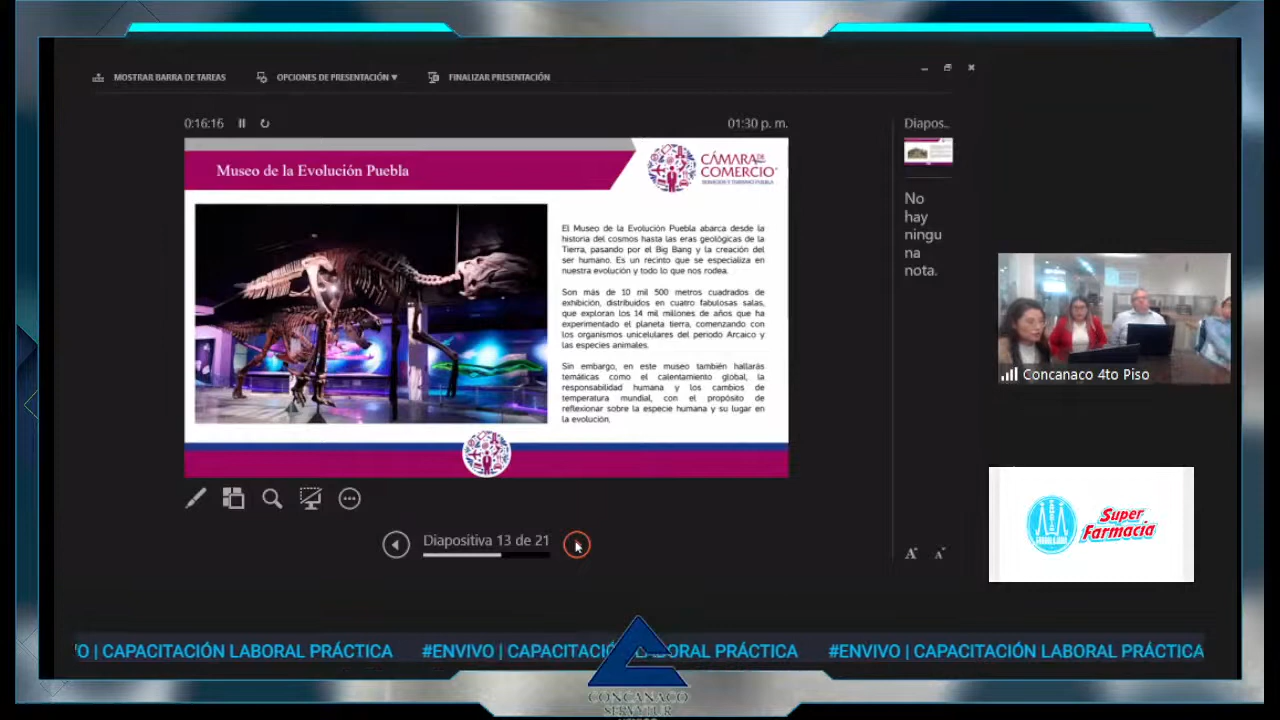 MOSTRAR BARRA DE TAREAS
OPCIONES DE PRESENTACIÓN ▼
FINALIZAR PRESENTACIÓN
0:16:16
01:30 p. m.
Museo de la Evolución Puebla
CÁMARA DE
COMERCIO
SERVICIOS Y TURISMO PUEBLA
El Museo de la Evolución Puebla abarca desde la
historia del cosmos hasta las eras geológicas de la
Tierra, pasando por el Big Bang y la creación del
ser humano. Es un recinto que se especializa en
nuestra evolución y todo lo que nos rodea.
Son más de 10 mil 500 metros cuadrados de
exhibición, distribuidos en cuatro fabulosas salas,
que exploran los 14 mil millones de años que ha
experimentado el planeta tierra, comenzando con
los organismos unicelulares del periodo Arcaico y
las especies animales.
Sin embargo, en este museo también hallarás
temáticas como el calentamiento global, la
responsabilidad humana y los cambios de
temperatura mundial, con el propósito de
reflexionar sobre la especie humana y su lugar en
la evolución.
Diapos..
No
hay
ningu
na
nota.
Concanaco 4to Piso
Super
Farmacia
Diapositiva 13 de 21
O | CAPACITACIÓN LABORAL PRÁCTICA #ENVIVO | CAPACITACIÓN LABORAL PRÁCTICA #ENVIVO | CAPACITACIÓN LABORAL PRÁCTICA
CONCANACO
SERVYTUR